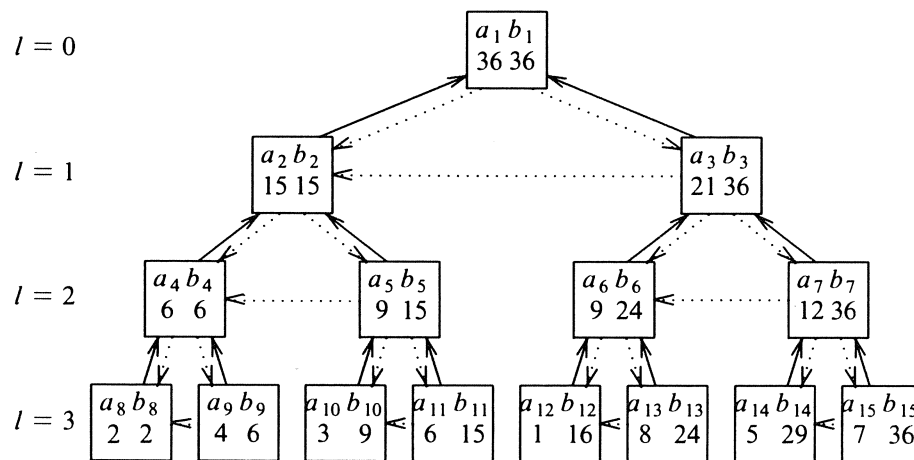 l = 0
a₁ b₁
36 36
l = 1
a₂ b₂
15 15
a₃ b₃
21 36
l = 2
a₄ b₄
6 6
a₅ b₅
9 15
a₆ b₆
9 24
a₇ b₇
12 36
l = 3
a₈ b₈
2 2
a₉ b₉
4 6
a₁₀ b₁₀
3 9
a₁₁ b₁₁
6 15
a₁₂ b₁₂
1 16
a₁₃ b₁₃
8 24
a₁₄ b₁₄
5 29
a₁₅ b₁₅
7 36